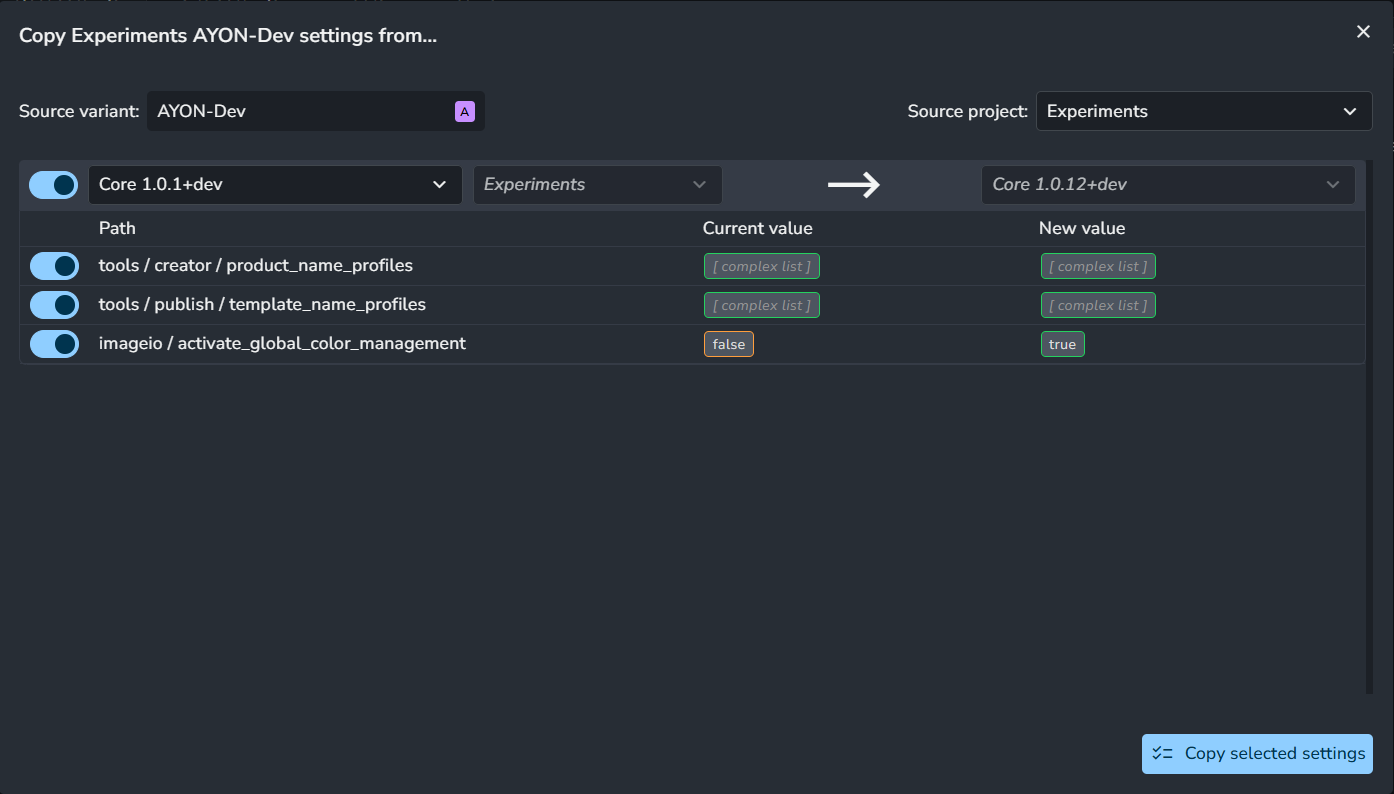 Copy Experiments AYON-Dev settings from...
Source variant: AYON-Dev A Source project: Experiments
Core 1.0.1+dev Experiments Core 1.0.12+dev
Path Current value New value
tools / creator / product_name_profiles [ complex list ] [ complex list ]
tools / publish / template_name_profiles [ complex list ] [ complex list ]
imageio / activate_global_color_management false true
Copy selected settings